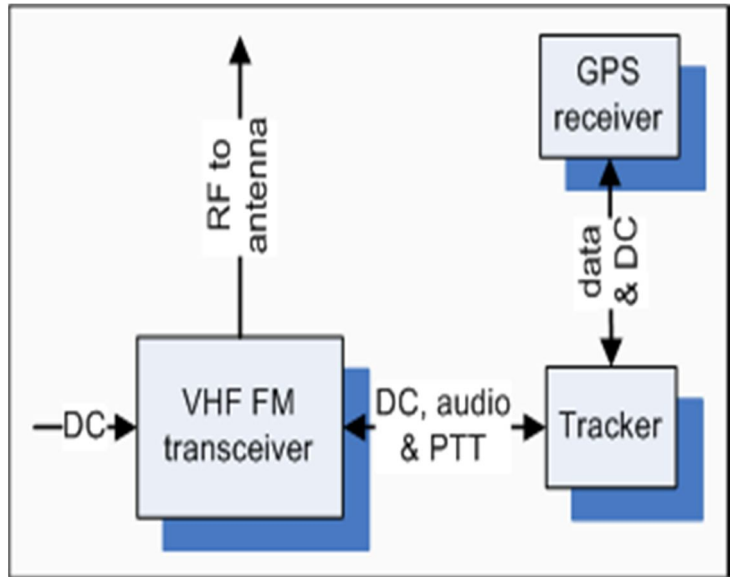 GPS
receiver
RF to
antenna
data
& DC
DC
VHF FM
transceiver
DC, audio
& PTT
Tracker